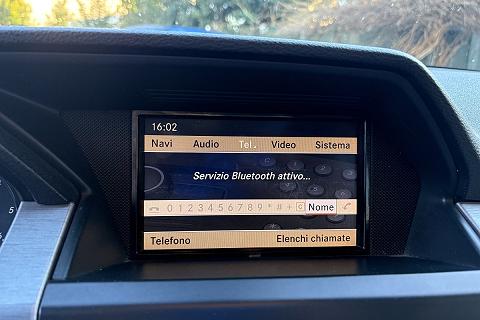 16:02
Navi Audio Tel. Video Sistema
Servizio Bluetooth attivo...
0 1 2 3 4 5 6 7 8 9 * # + C Nome
Telefono Elenchi chiamate
5